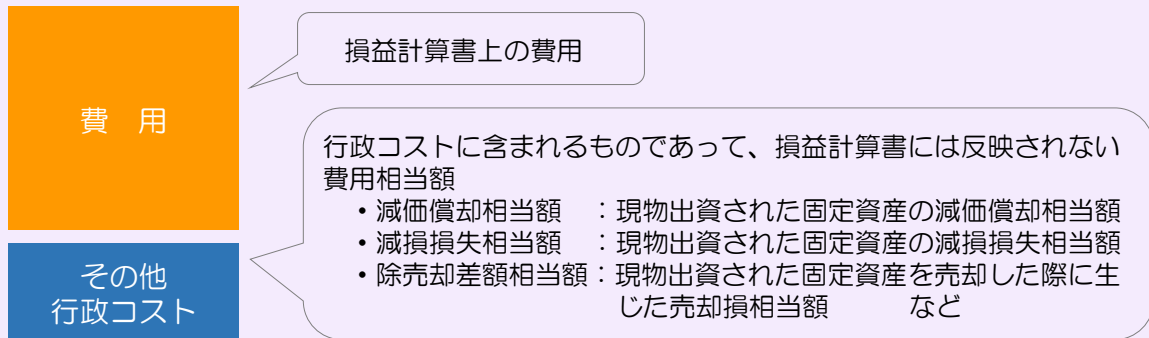 費　用
損益計算書上の費用
その他
行政コスト
行政コストに含まれるものであって、損益計算書には反映されない
費用相当額
・減価償却相当額　：現物出資された固定資産の減価償却相当額
・減損損失相当額　：現物出資された固定資産の減損損失相当額
・除売却差額相当額：現物出資された固定資産を売却した際に生
じた売却損相当額　　　など